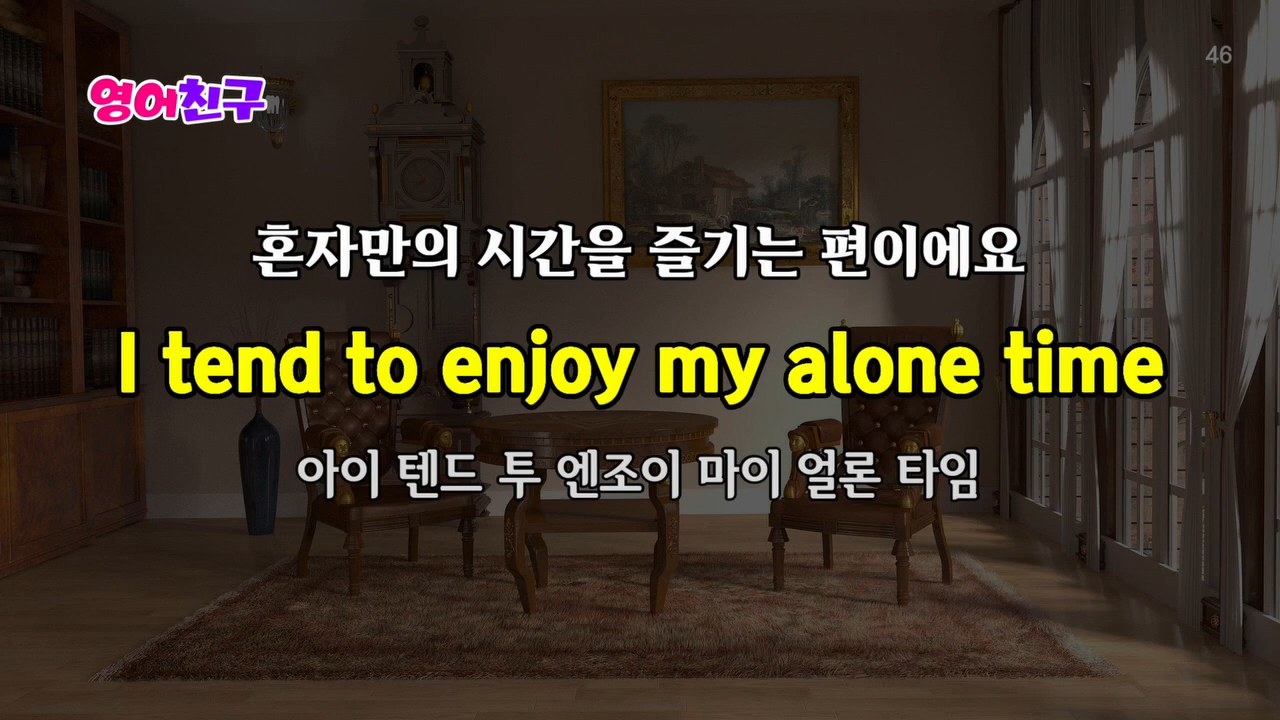 46
영어친구
혼자만의 시간을 즐기는 편이에요
I tend to enjoy my alone time
아이 텐드 투 엔조이 마이 얼론 타임